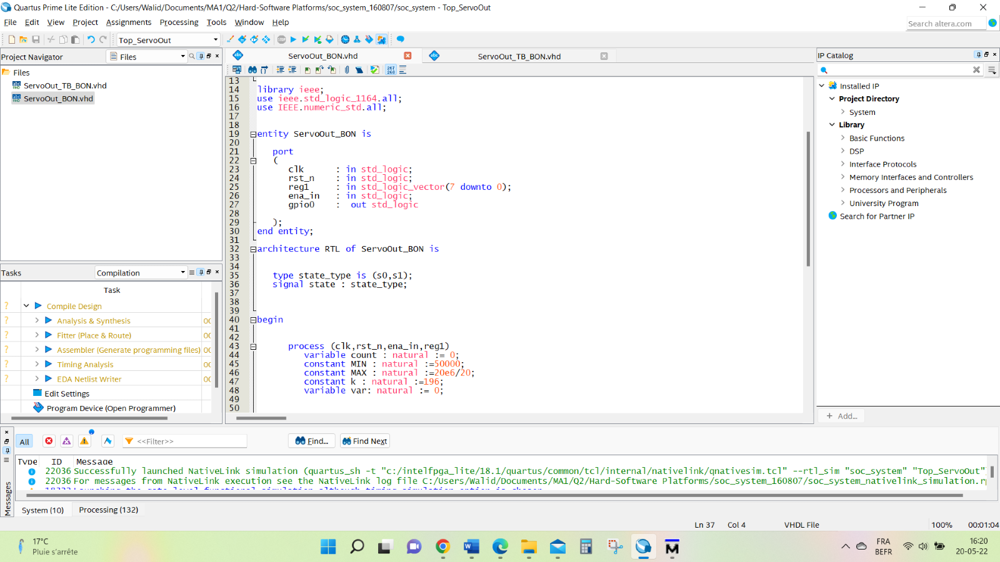 Quartus Prime Lite Edition - C:/Users/Walid/Documents/MA1/Q2/Hard-Software Platforms/soc_system_160807/soc_system - Top_ServoOut
File Edit View Project Assignments Processing Tools Window Help
Search altera.com
Top_ServoOut
Project Navigator
Files
Files
ServoOut_TB_BON.vhd
ServoOut_BON.vhd
Tasks
Compilation
Task
Compile Design
Analysis & Synthesis
Fitter (Place & Route)
Assembler (Generate programming files)
Timing Analysis
EDA Netlist Writer
Edit Settings
Program Device (Open Programmer)
ServoOut_BON.vhd
ServoOut_TB_BON.vhd
13
14 library ieee;
15 use ieee.std_logic_1164.all;
16 use IEEE.numeric_std.all;
17
18
19 entity ServoOut_BON is
20
21 port
22 (
23 clk : in std_logic;
24 rst_n : in std_logic;
25 reg1 : in std_logic_vector(7 downto 0);
26 ena_in : in std_logic;
27 gpio0 : out std_logic
28
29 );
30 end entity;
31
32 architecture RTL of ServoOut_BON is
33
34
35 type state_type is (s0,s1);
36 signal state : state_type;
37
38
39
40 begin
41
42
43 process (clk,rst_n,ena_in,reg1)
44 variable count : natural := 0;
45 constant MIN : natural :=50000;
46 constant MAX : natural :=20e6/20;
47 constant k : natural :=196;
48 variable var: natural := 0;
49
50
IP Catalog
Installed IP
Project Directory
System
Library
Basic Functions
DSP
Interface Protocols
Memory Interfaces and Controllers
Processors and Peripherals
University Program
Search for Partner IP
+ Add...
All
<<Filter>>
Find...
Find Next
Type ID Message
22036 Successfully launched NativeLink simulation (quartus_sh -t "c:/intelfpga_lite/18.1/quartus/common/tcl/internal/nativelink/qnativesim.tcl" --rtl_sim "soc_system" "Top_ServoOut"
22036 For messages from NativeLink execution see the NativeLink log file C:/Users/Walid/Documents/MA1/Q2/Hard-Software Platforms/soc_system_160807/soc_system_nativelink_simulation.r
Messages
System (10)
Processing (132)
Ln 37 Col 4 VHDL File 100% 00:01:04
17°C
Pluie s'arrête
FRA
BEFR
16:20
20-05-22